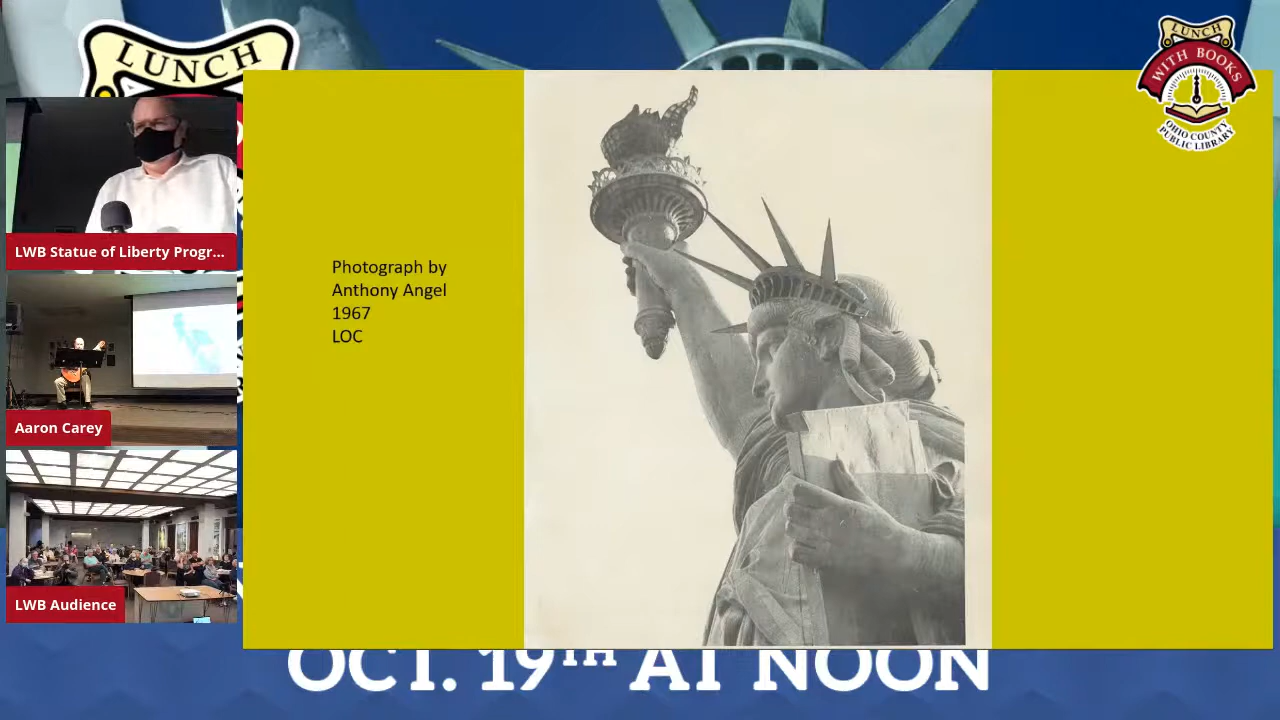 LUNCH
LUNCH
WITH BOOKS
OHIO COUNTY
PUBLIC LIBRARY
LWB Statue of Liberty Progr...
Photograph by
Anthony Angel
1967
LOC
Aaron Carey
LWB Audience
OCT. 19TH AT NOON